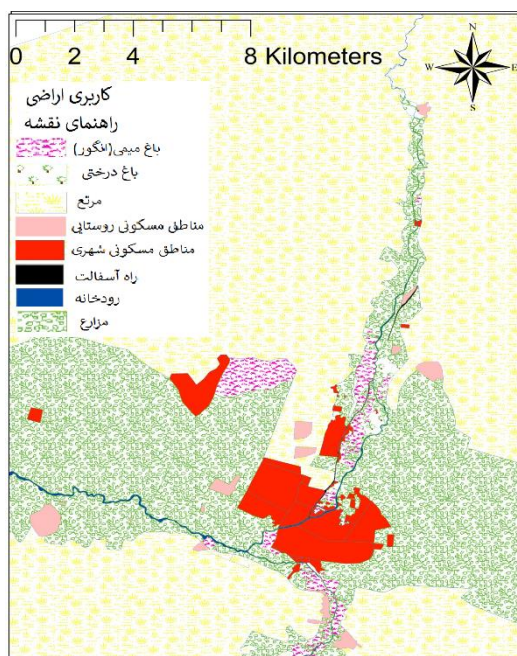 0 2 4 8 Kilometers
N
W E
S
کاربری اراضی
راهنمای نقشه
باغ میمی(انگور)
باغ درختی
مرتع
مناطق مسکونی روستایی
مناطق مسکونی شهری
راه آسفالت
رودخانه
مزارع